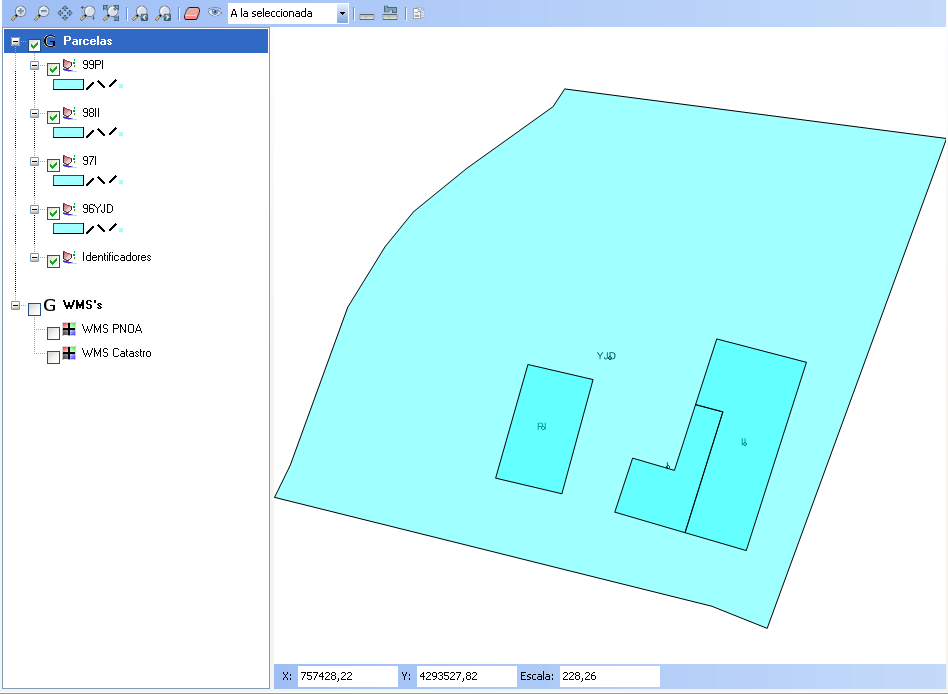 A la seleccionada
G Parcelas
99PI
98II
97I
96YJD
Identificadores
G WMS's
WMS PNOA
WMS Catastro
YJD
PI
II
I
X: 757428,22 Y: 4293527,82 Escala: 228,26